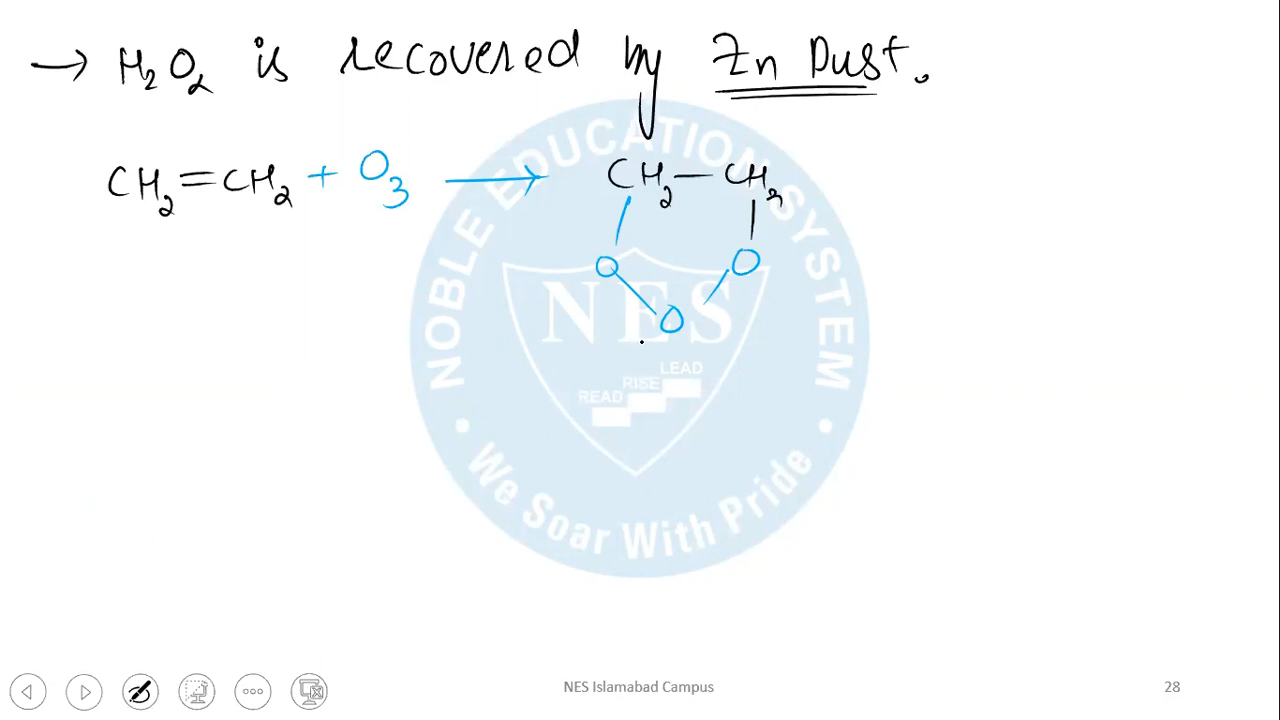 → H₂O₂ is recovered by Zn Dust.
CH₂=CH₂ + O₃ → CH₂—CH₂
O O
O
NOBLE EDUCATION SYSTEM
NES
LEAD
RISE
READ
• We Soar With Pride •
NES Islamabad Campus 28